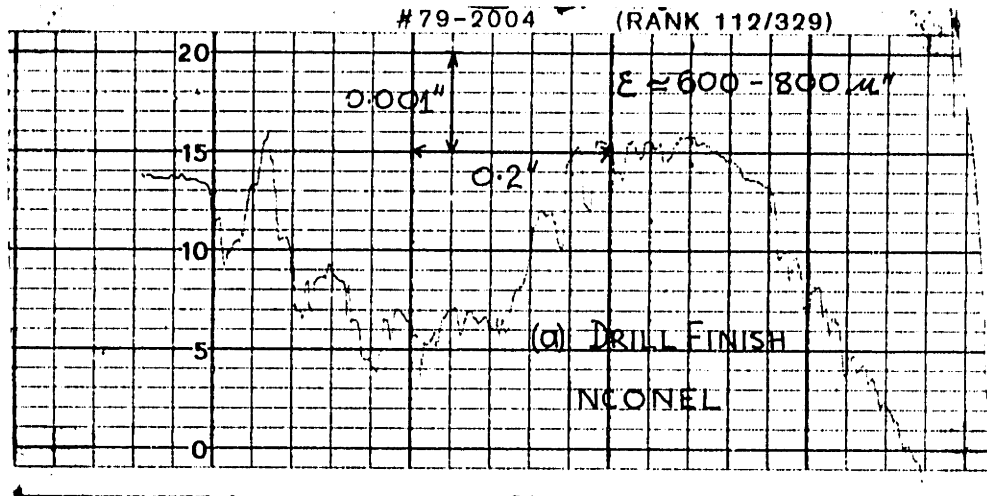 #79-2004 (RANK 112/329)
20
0.001"
ε ≃ 600 - 800 µ"
15
0.2"
10
5
(a) DRILL FINISH
NCONEL
0